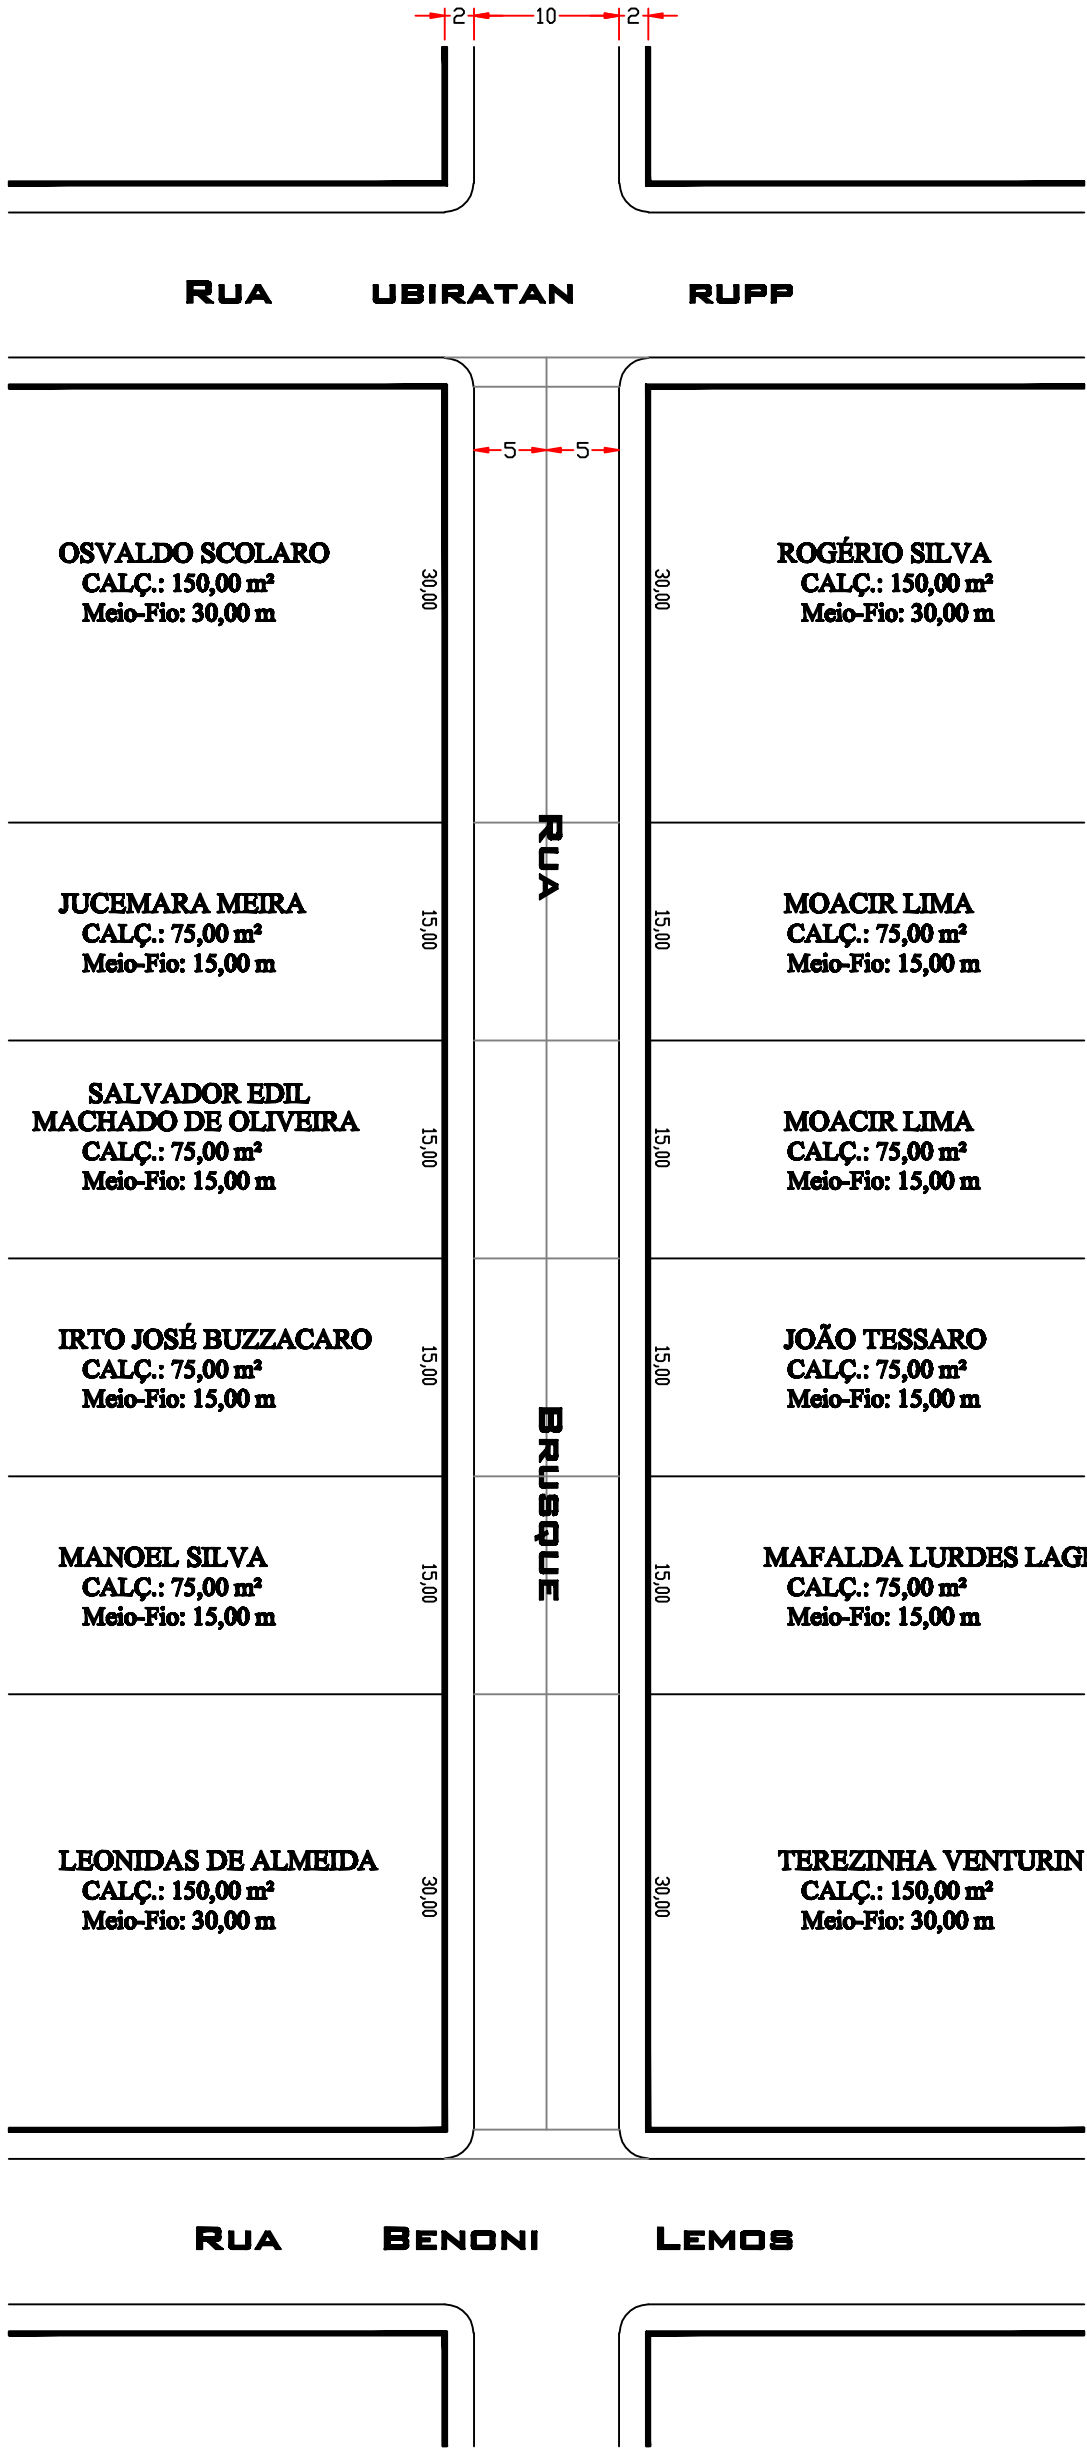 2 10 2
RUA UBIRATAN RUPP
5 5
OSVALDO SCOLARO
CALÇ.: 150,00 m²
Meio-Fio: 30,00 m
30,00
30,00
ROGÉRIO SILVA
CALÇ.: 150,00 m²
Meio-Fio: 30,00 m
RUA
JUCEMARA MEIRA
CALÇ.: 75,00 m²
Meio-Fio: 15,00 m
15,00
15,00
MOACIR LIMA
CALÇ.: 75,00 m²
Meio-Fio: 15,00 m
SALVADOR EDIL
MACHADO DE OLIVEIRA
CALÇ.: 75,00 m²
Meio-Fio: 15,00 m
15,00
15,00
MOACIR LIMA
CALÇ.: 75,00 m²
Meio-Fio: 15,00 m
IRTO JOSÉ BUZZACARO
CALÇ.: 75,00 m²
Meio-Fio: 15,00 m
15,00
15,00
JOÃO TESSARO
CALÇ.: 75,00 m²
Meio-Fio: 15,00 m
BRUSQUE
MANOEL SILVA
CALÇ.: 75,00 m²
Meio-Fio: 15,00 m
15,00
15,00
MAFALDA LURDES
CALÇ.: 75,00 m²
Meio-Fio: 15,00 m
LEONIDAS DE ALMEIDA
CALÇ.: 150,00 m²
Meio-Fio: 30,00 m
30,00
30,00
TEREZINHA VENTURIN
CALÇ.: 150,00 m²
Meio-Fio: 30,00 m
RUA BENONI LEMOS